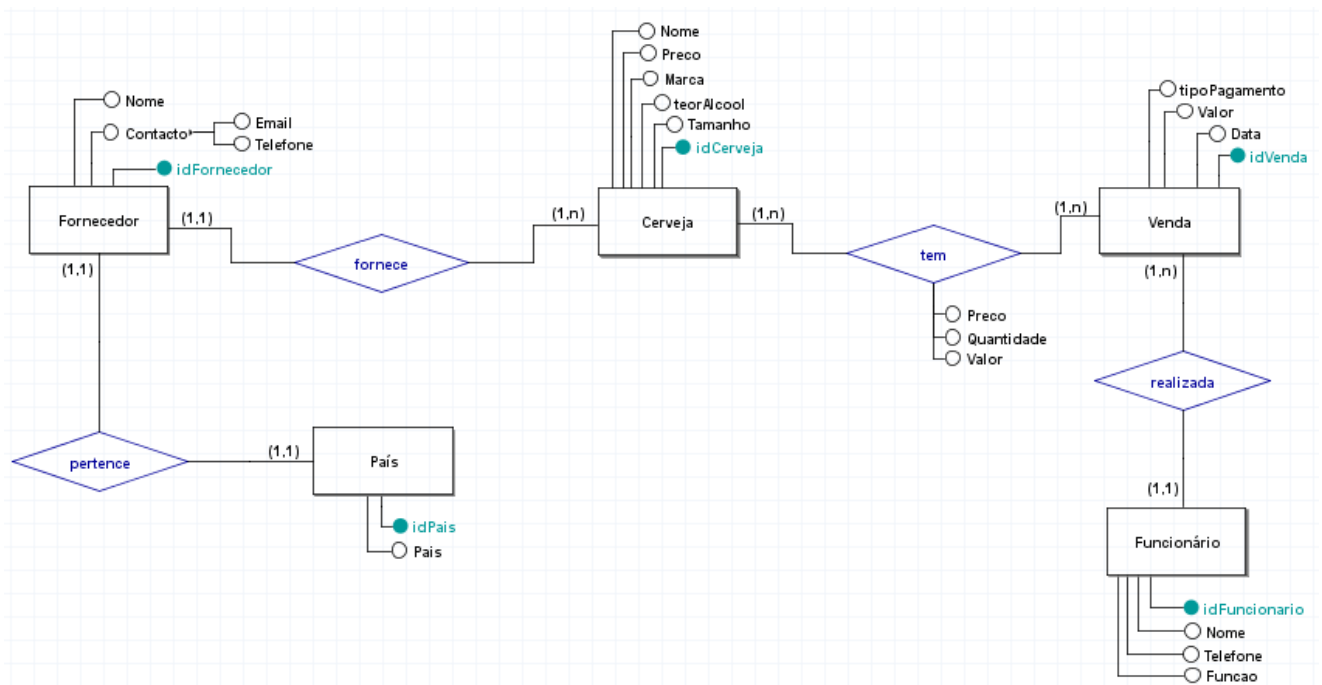 Nome
Preco
Marca
teorAlcool
Tamanho
idCerveja
Nome
Contacto
Email
Telefone
idFornecedor
tipoPagamento
Valor
Data
idVenda
Fornecedor
(1,1)
fornece
(1,n)
Cerveja
(1,n)
tem
(1,n)
Venda
Preco
Quantidade
Valor
(1,1)
pertence
(1,1)
País
idPais
Pais
(1,n)
realizada
(1,1)
Funcionário
idFuncionario
Nome
Telefone
Funcao